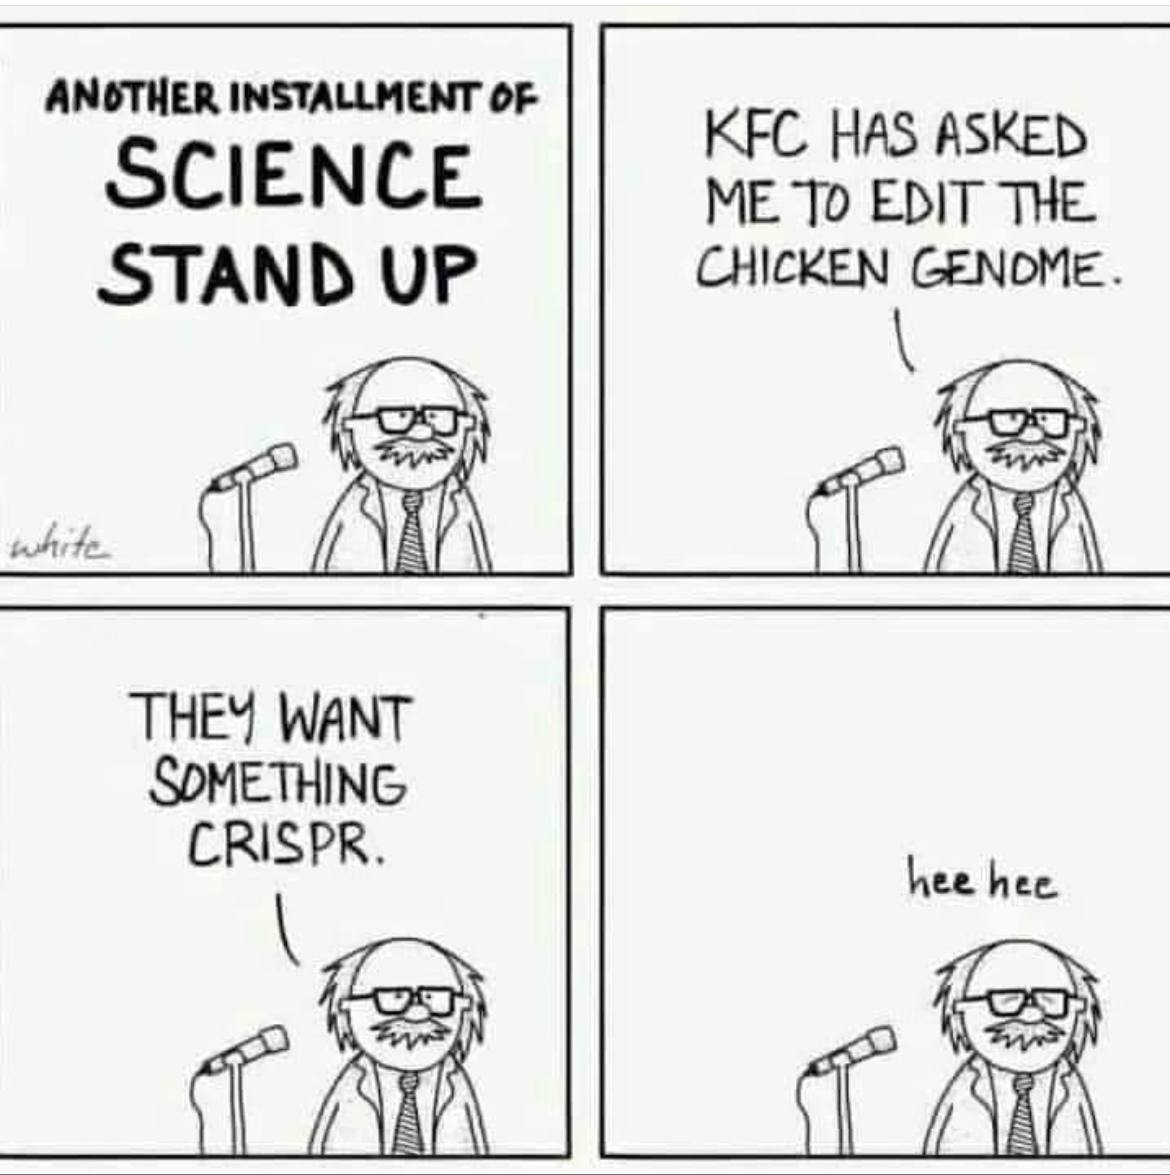 ANOTHER INSTALLMENT OF
SCIENCE
STAND UP
white
KFC HAS ASKED
ME TO EDIT THE
CHICKEN GENOME.
THEY WANT
SOMETHING
CRISPR.
hee hee